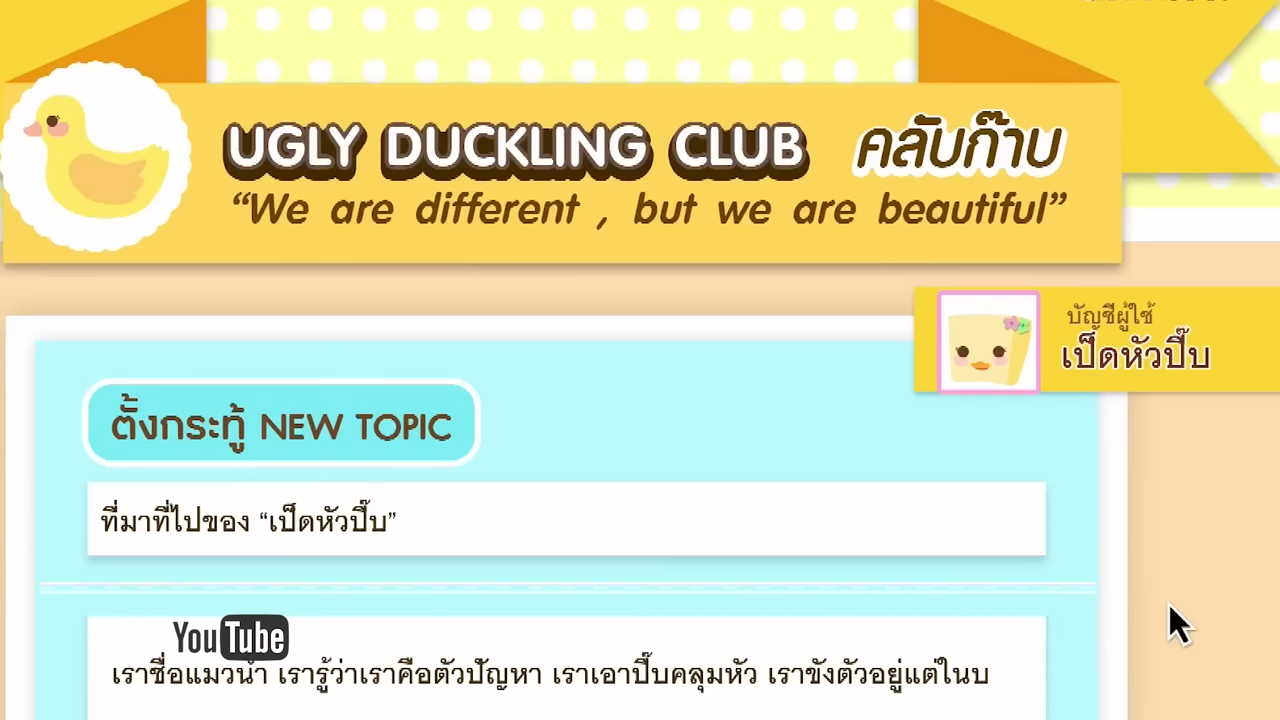 UGLY DUCKLING CLUB คลับก๊าบ
“We are different , but we are beautiful”
บัญชีผู้ใช้
เป็ดหัวปี๊บ
ตั้งกระทู้ NEW TOPIC
ที่มาที่ไปของ “เป็ดหัวปี๊บ”
YouTube
เราชื่อแมวน้ำ เรารู้ว่าเราคือตัวปัญหา เราเอาปี๊บคลุมหัว เราขังตัวอยู่แต่ในบ